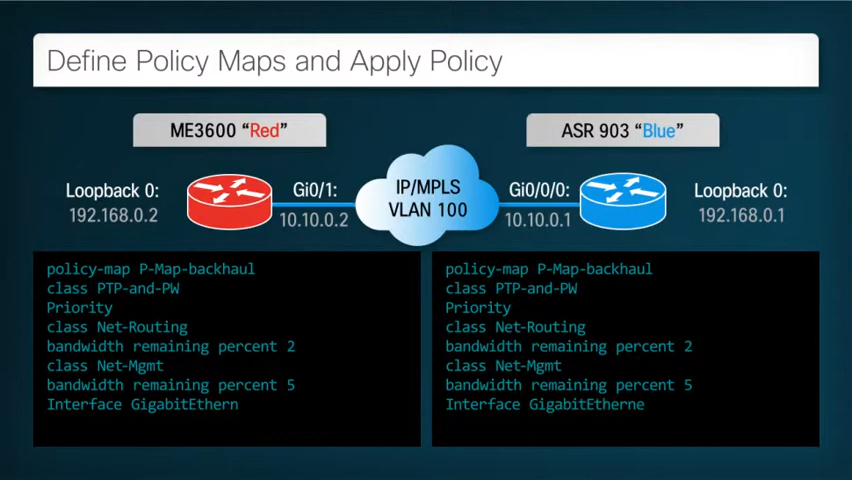 Define Policy Maps and Apply Policy
ME3600 “Red”
ASR 903 “Blue”
Loopback 0:
192.168.0.2
Gi0/1:
10.10.0.2
IP/MPLS
VLAN 100
Gi0/0/0:
10.10.0.1
Loopback 0:
192.168.0.1
policy-map P-Map-backhaul
class PTP-and-PW
Priority
class Net-Routing
bandwidth remaining percent 2
class Net-Mgmt
bandwidth remaining percent 5
Interface GigabitEthern
policy-map P-Map-backhaul
class PTP-and-PW
Priority
class Net-Routing
bandwidth remaining percent 2
class Net-Mgmt
bandwidth remaining percent 5
Interface GigabitEtherne